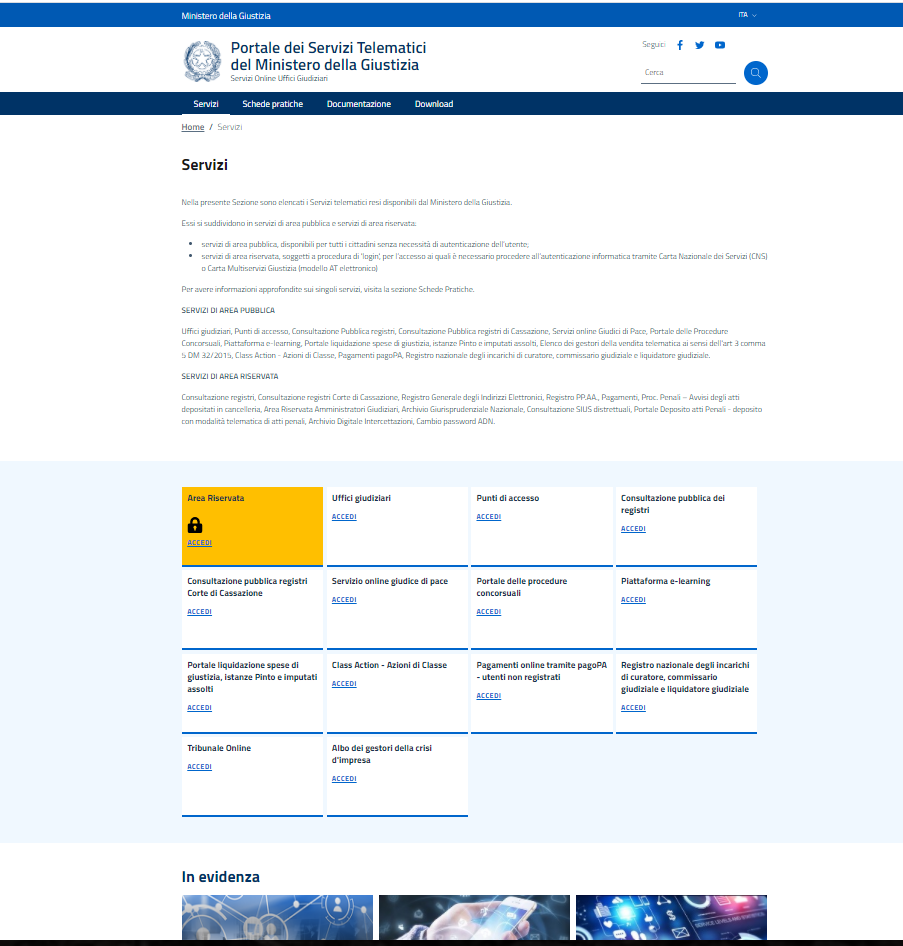 Ministero della Giustizia
ITA
Portale dei Servizi Telematici
del Ministero della Giustizia
Servizi Online Uffici Giudiziari
Seguici
Cerca
Servizi Schede pratiche Documentazione Download
Home / Servizi
Servizi
Nella presente Sezione sono elencati i Servizi telematici resi disponibili dal Ministero della Giustizia.
Essi si suddividono in servizi di area pubblica e servizi di area riservata:
servizi di area pubblica, disponibili per tutti i cittadini senza necessità di autenticazione dell'utente;
servizi di area riservata, soggetti a procedura di 'login', per l'accesso ai quali è necessario procedere all'autenticazione informatica tramite Carta Nazionale dei Servizi (CNS)
o Carta Multiservizi Giustizia (modello AT elettronico)
Per avere informazioni approfondite sui singoli servizi, visita la sezione Schede Pratiche.
SERVIZI DI AREA PUBBLICA
Uffici giudiziari, Punti di accesso, Consultazione Pubblica registri, Consultazione Pubblica registri di Cassazione, Servizi online Giudici di Pace, Portale delle Procedure
Concorsuali, Piattaforma e-learning, Portale liquidazione spese di giustizia, istanze Pinto e imputati assolti, Elenco dei gestori della vendita telematica ai sensi dell'art 3 comma
5 DM 32/2015, Class Action - Azioni di Classe, Pagamenti pagoPA, Registro nazionale degli incarichi di curatore, commissario giudiziale e liquidatore giudiziale.
SERVIZI DI AREA RISERVATA
Consultazione registri, Consultazione registri Corte di Cassazione, Registro Generale degli Indirizzi Elettronici, Registro PP.AA., Pagamenti, Proc. Penali – Avvisi degli atti
depositati in cancelleria, Area Riservata Amministratori Giudiziari, Archivio Giurisprudenziale Nazionale, Consultazione SIUS distrettuali, Portale Deposito atti Penali - deposito
con modalità telematica di atti penali, Archivio Digitale Intercettazioni, Cambio password ADN.
Area Riservata
ACCEDI
Uffici giudiziari
ACCEDI
Punti di accesso
ACCEDI
Consultazione pubblica dei
registri
ACCEDI
Consultazione pubblica registri
Corte di Cassazione
ACCEDI
Servizio online giudice di pace
ACCEDI
Portale delle procedure
concorsuali
ACCEDI
Piattaforma e-learning
ACCEDI
Portale liquidazione spese di
giustizia, istanze Pinto e imputati
assolti
ACCEDI
Class Action - Azioni di Classe
ACCEDI
Pagamenti online tramite pagoPA
- utenti non registrati
ACCEDI
Registro nazionale degli incarichi
di curatore, commissario
giudiziale e liquidatore giudiziale
ACCEDI
Tribunale Online
ACCEDI
Albo dei gestori della crisi
d'impresa
ACCEDI
In evidenza